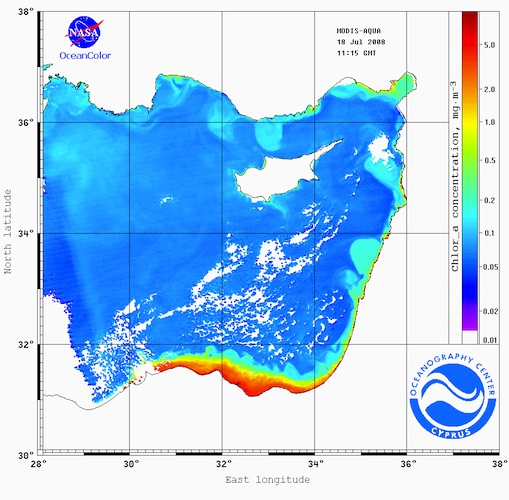 38°
NASA
OceanColor
MODIS-AQUA
18 Jul 2008
11:15 GMT
36°
34°
32°
30°
North latitude
28°
30°
32°
34°
36°
38°
East longitude
5.0
2.0
1.0
0.5
0.2
0.1
0.05
0.02
0.01
Chlor_a concentration, mg·m-3
OCEANOGRAPHY CENTER
CYPRUS